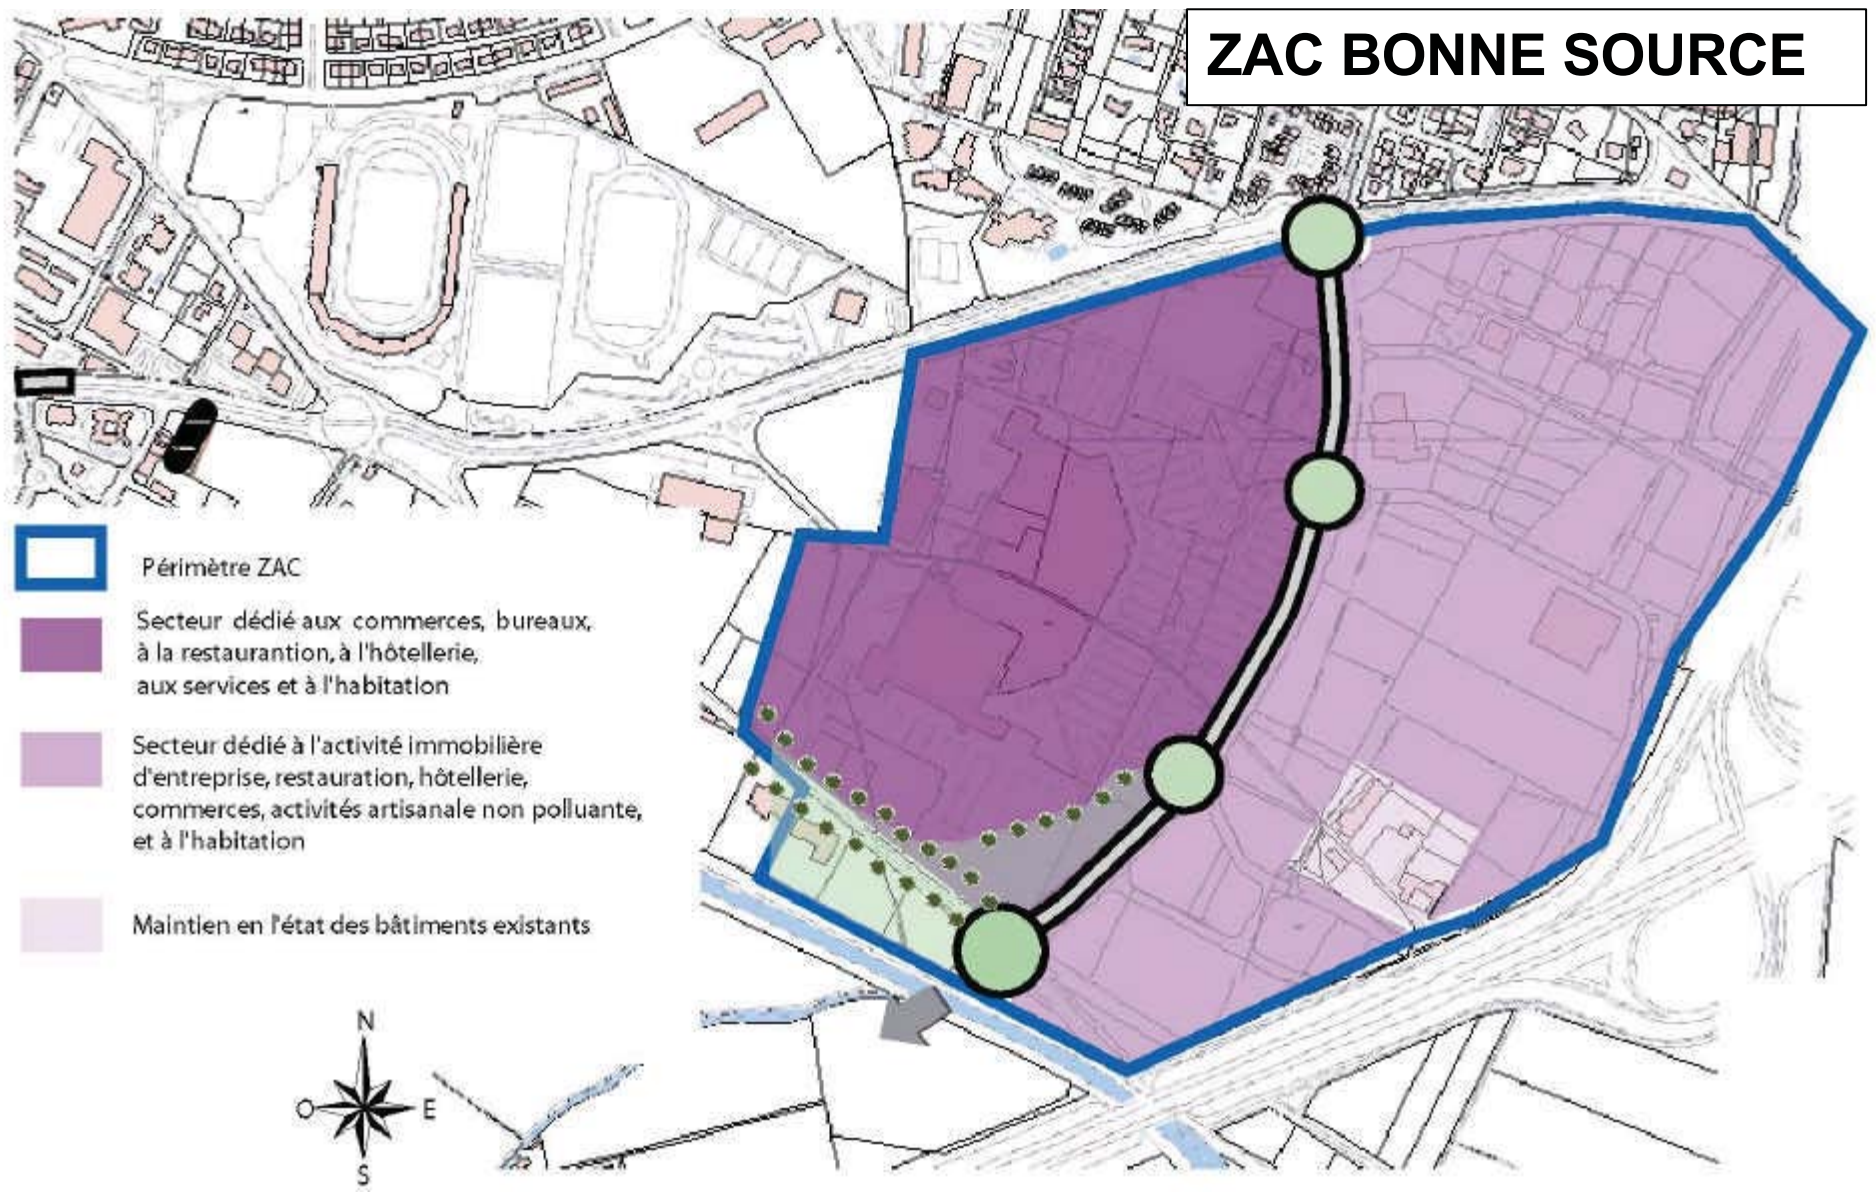 ZAC BONNE SOURCE
Périmètre ZAC
Secteur dédié aux commerces, bureaux,
à la restaurantion, à l'hôtellerie,
aux services et à l'habitation
Secteur dédié à l'activité immobilière
d'entreprise, restauration, hôtellerie,
commerces, activités artisanale non polluante,
et à l'habitation
Maintien en l'état des bâtiments existants
N
O E
S